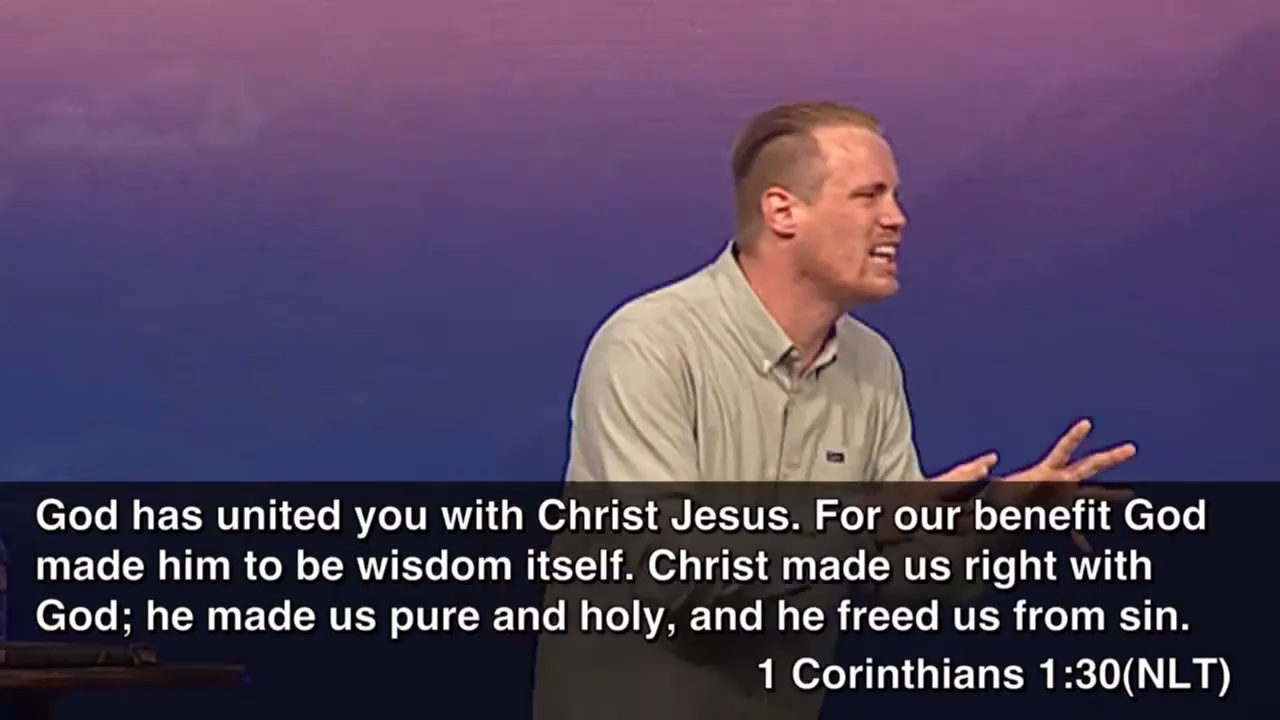 God has united you with Christ Jesus. For our benefit God
made him to be wisdom itself. Christ made us right with
God; he made us pure and holy, and he freed us from sin.
1 Corinthians 1:30(NLT)